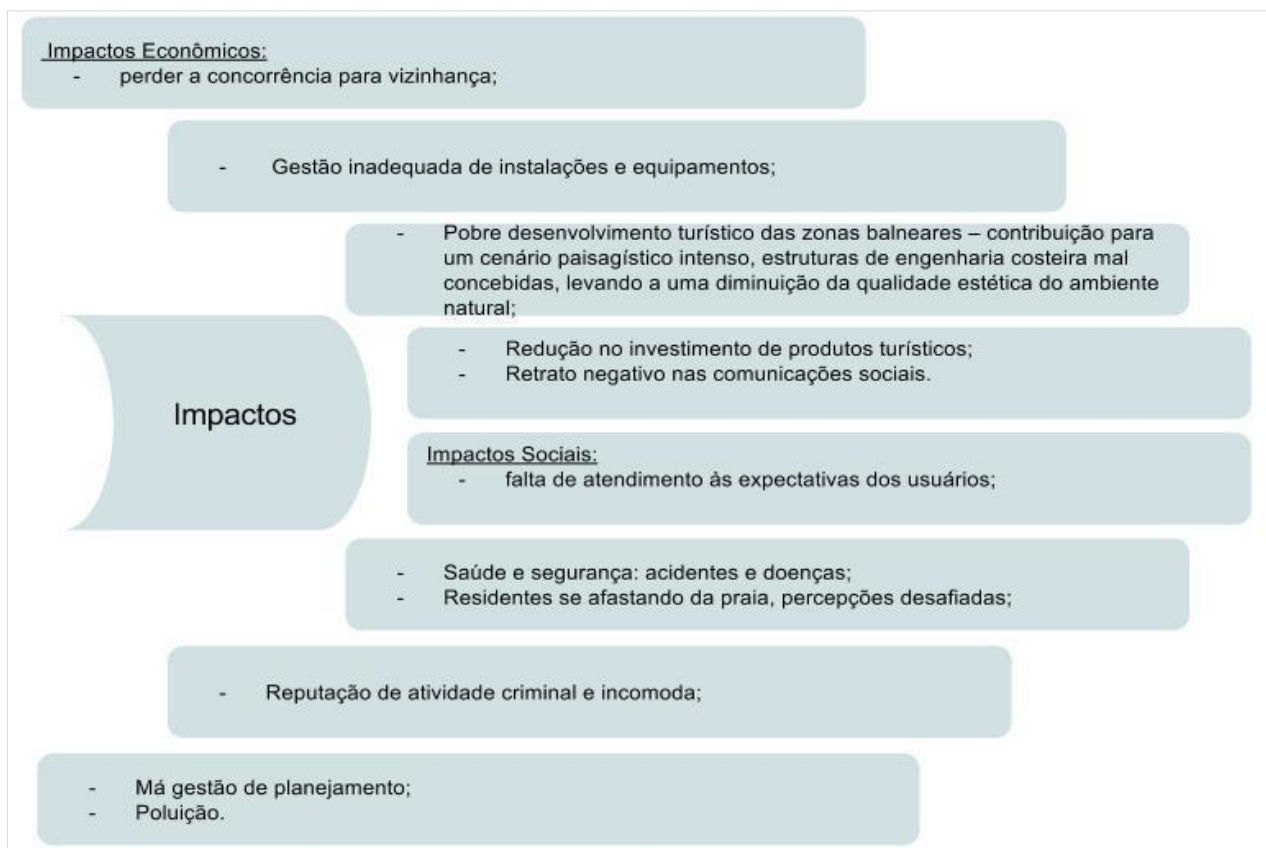 Impactos Econômicos:
- perder a concorrência para vizinhança;
- Gestão inadequada de instalações e equipamentos;
- Pobre desenvolvimento turístico das zonas balneares – contribuição para
um cenário paisagístico intenso, estruturas de engenharia costeira mal
concebidas, levando a uma diminuição da qualidade estética do ambiente
natural;
- Redução no investimento de produtos turísticos;
- Retrato negativo nas comunicações sociais.
Impactos
Impactos Sociais:
- falta de atendimento às expectativas dos usuários;
- Saúde e segurança: acidentes e doenças;
- Residentes se afastando da praia, percepções desafiadas;
- Reputação de atividade criminal e incomoda;
- Má gestão de planejamento;
- Poluição.